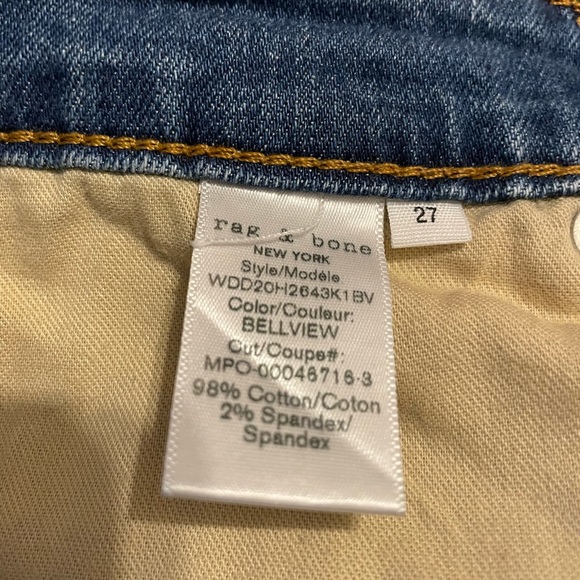 rag & bone
NEW YORK
Style/Modèle
WDD20H2643K1BV
Color/Couleur:
BELLVIEW
Cut/Coupe#:
MPO-00046716-3
98% Cotton/Coton
2% Spandex/
Spandex
27